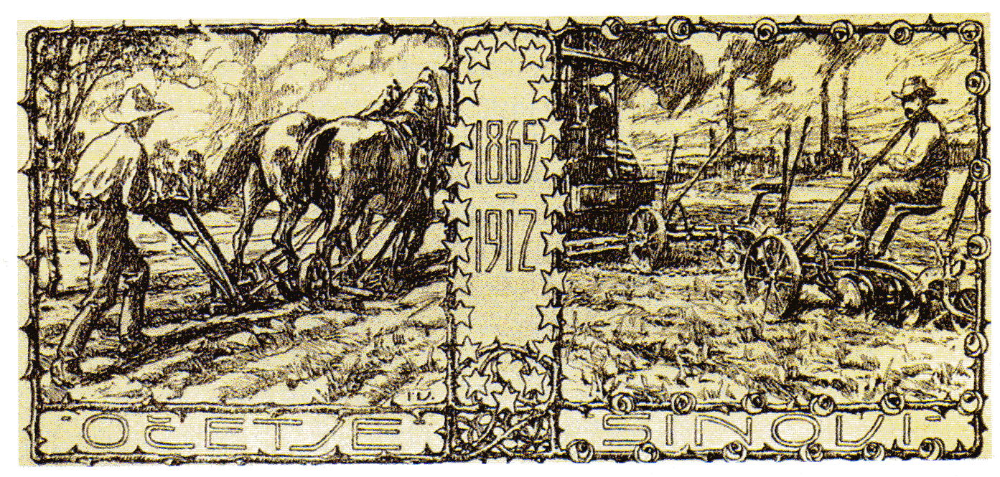 1865
-
1912
I.V.
OČETJE
SINOVI